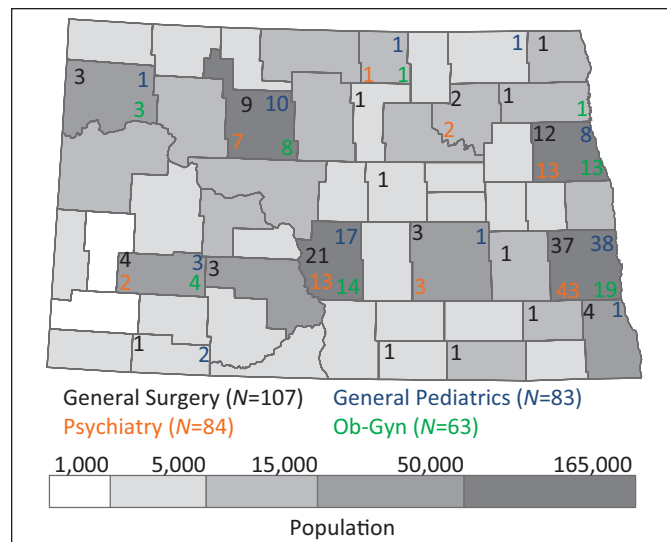 1 1 1
3 1 1 1
9 10 1 2 1
3 7 8 2 1
12 8
13 13
1
17 3 1 37 38
4 3 3 21 1
2 4 13 14 3 43 19
1 4 1
1 2 1 1
General Surgery (N=107) General Pediatrics (N=83)
Psychiatry (N=84) Ob-Gyn (N=63)
1,000 5,000 15,000 50,000 165,000
Population